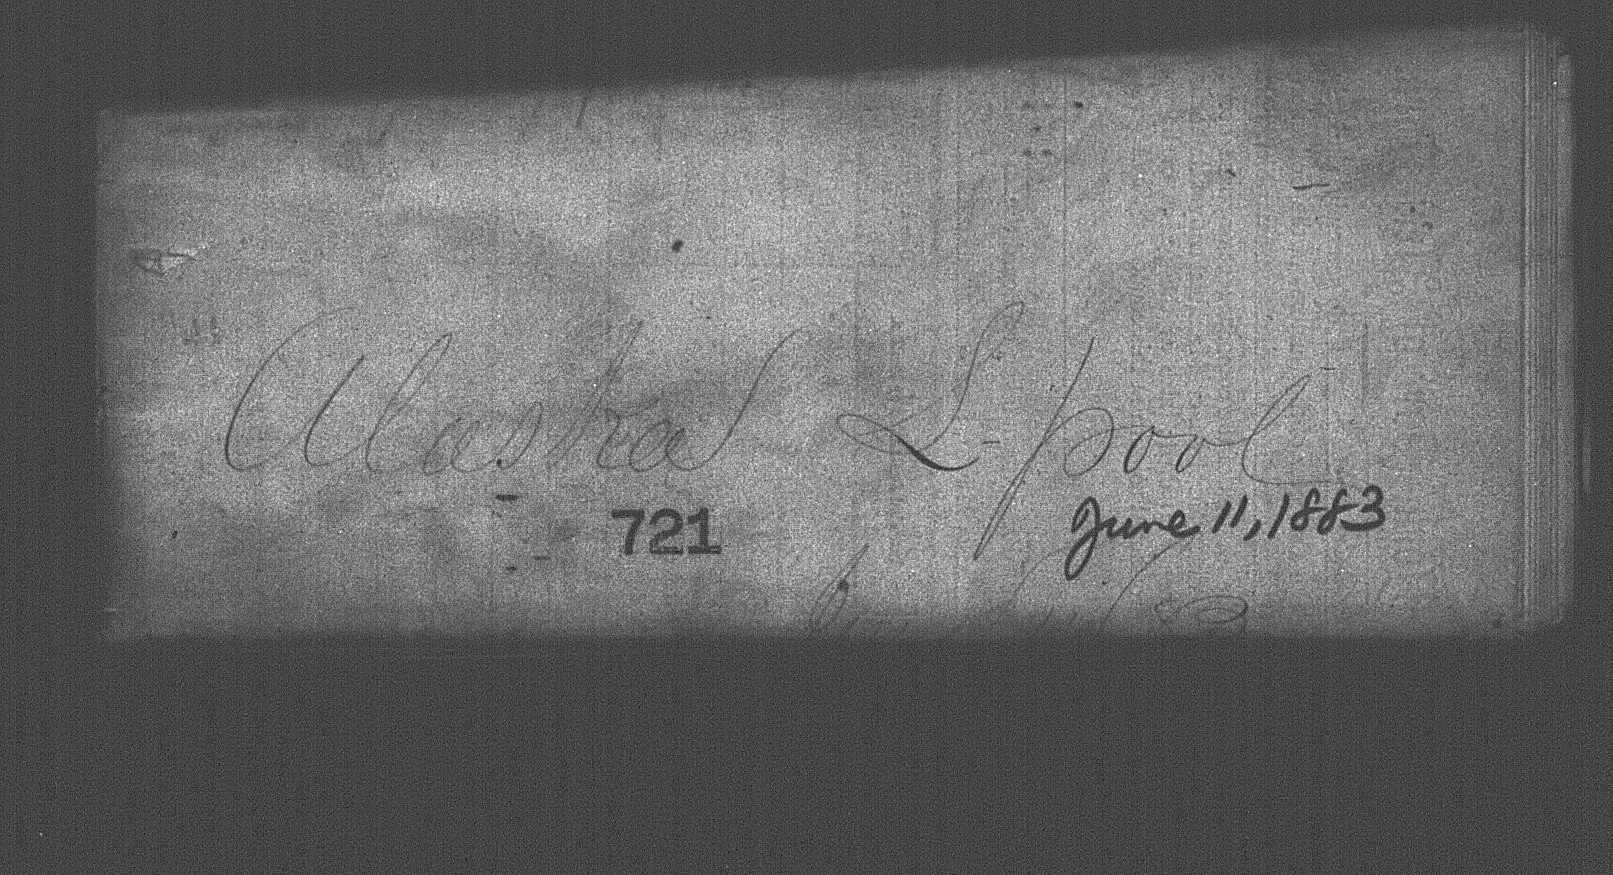 Alaska L-pool
721
June 11, 1883